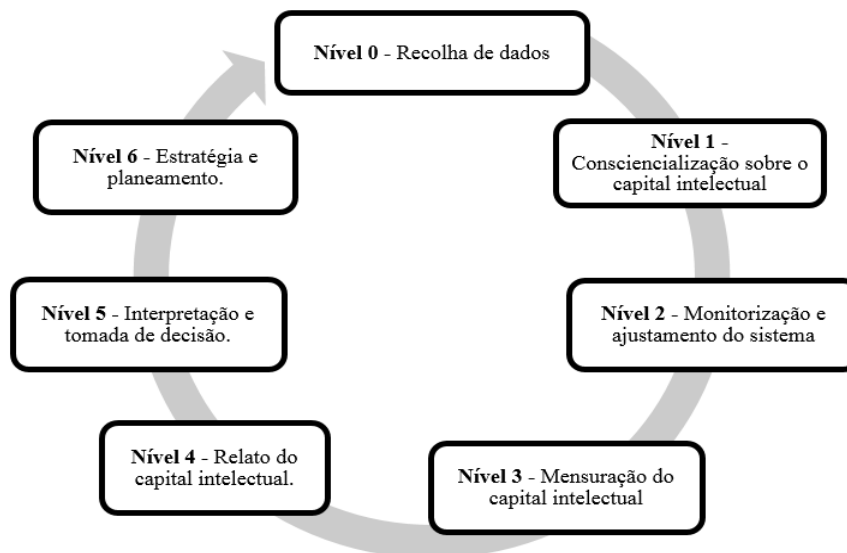 Nível 0 - Recolha de dados
Nível 1 -
Consciencialização sobre o
capital intelectual
Nível 2 - Monitorização e
ajustamento do sistema
Nível 3 - Mensuração do
capital intelectual
Nível 4 - Relato do
capital intelectual.
Nível 5 - Interpretação e
tomada de decisão.
Nível 6 - Estratégia e
planeamento.